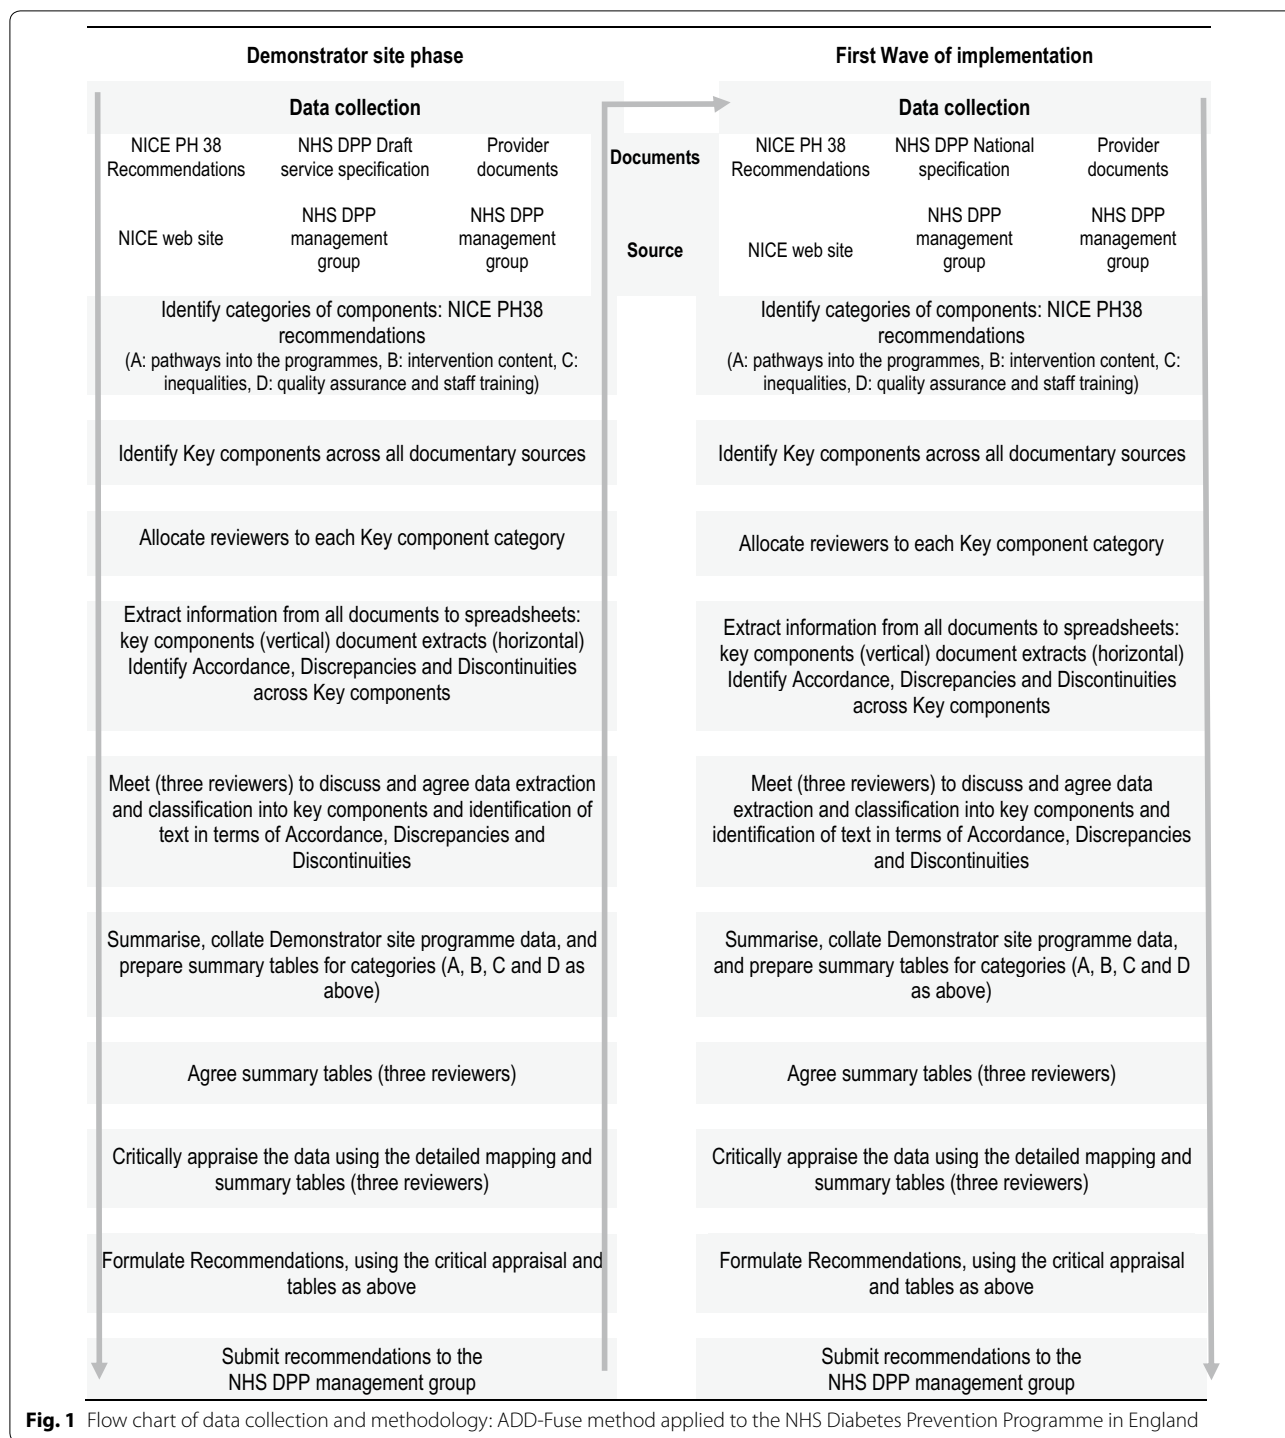 Demonstrator site phase
First Wave of implementation
Data collection
Data collection
NICE PH 38
Recommendations
NHS DPP Draft
service specification
Provider
documents
Documents
NICE PH 38
Recommendations
NHS DPP National
specification
Provider
documents
NICE web site
NHS DPP
management
group
NHS DPP
management
group
Source
NICE web site
NHS DPP
management
group
NHS DPP
management
group
Identify categories of components: NICE PH38
recommendations
(A: pathways into the programmes, B: intervention content, C:
inequalities, D: quality assurance and staff training)
Identify categories of components: NICE PH38
recommendations
(A: pathways into the programmes, B: intervention content, C:
inequalities, D: quality assurance and staff training)
Identify Key components across all documentary sources
Identify Key components across all documentary sources
Allocate reviewers to each Key component category
Allocate reviewers to each Key component category
Extract information from all documents to spreadsheets:
key components (vertical) document extracts (horizontal)
Identify Accordance, Discrepancies and Discontinuities
across Key components
Extract information from all documents to spreadsheets:
key components (vertical) document extracts (horizontal)
Identify Accordance, Discrepancies and Discontinuities
across Key components
Meet (three reviewers) to discuss and agree data extraction
and classification into key components and identification of
text in terms of Accordance, Discrepancies and
Discontinuities
Meet (three reviewers) to discuss and agree data
extraction and classification into key components and
identification of text in terms of Accordance, Discrepancies
and Discontinuities
Summarise, collate Demonstrator site programme data, and
prepare summary tables for categories (A, B, C and D as
above)
Summarise, collate Demonstrator site programme data,
and prepare summary tables for categories (A, B, C and D
as above)
Agree summary tables (three reviewers)
Agree summary tables (three reviewers)
Critically appraise the data using the detailed mapping and
summary tables (three reviewers)
Critically appraise the data using the detailed mapping and
summary tables (three reviewers)
Formulate Recommendations, using the critical appraisal and
tables as above
Formulate Recommendations, using the critical appraisal
and tables as above
Submit recommendations to the
NHS DPP management group
Submit recommendations to the
NHS DPP management group
Fig. 1 Flow chart of data collection and methodology: ADD-Fuse method applied to the NHS Diabetes Prevention Programme in England